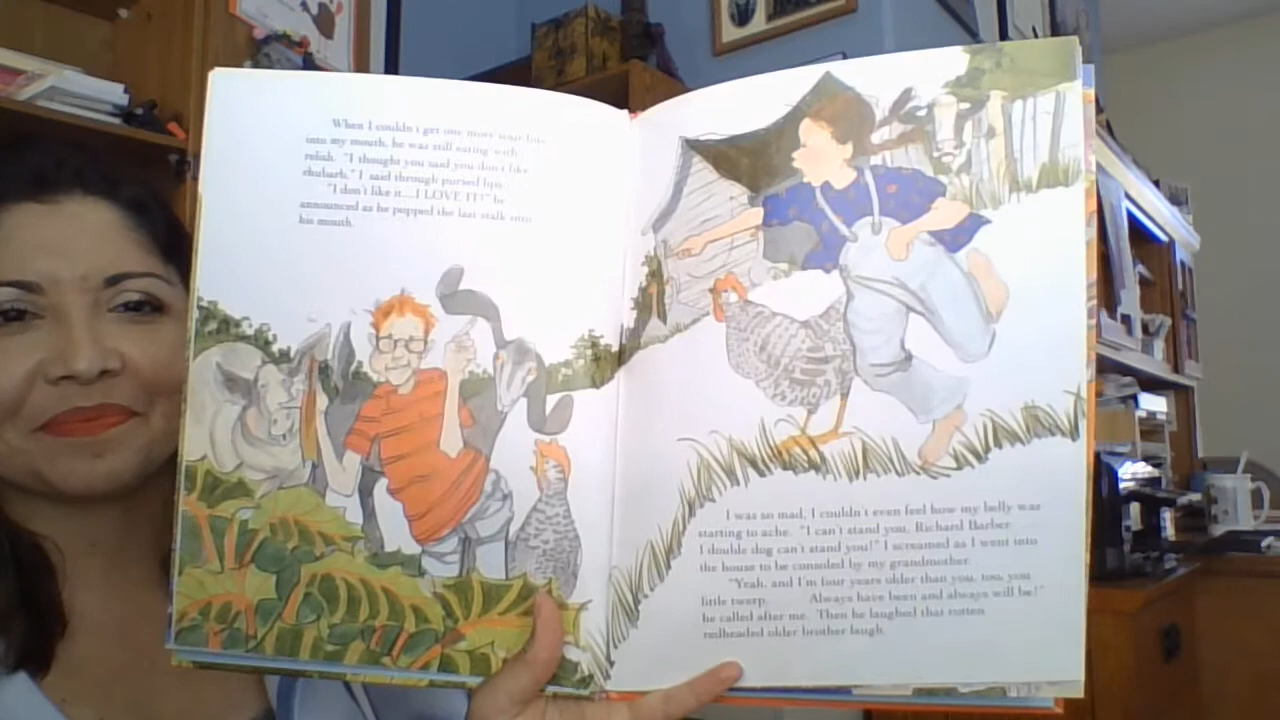 When I couldn't get one more sour bite
into my mouth, he was still eating with
relish. "I thought you said you don't like
rhubarb," I said through pursed lips.
"I don't like it....I LOVE IT!" he
announced as he popped the last stalk into
his mouth.
I was so mad, I couldn't even feel how my belly was
starting to ache. "I can't stand you, Richard Barber.
I double dog can't stand you!" I screamed as I went into
the house to be consoled by my grandmother.
"Yeah, and I'm four years older than you, too, you
little twerp. Always have been and always will be!"
he called after me. Then he laughed that rotten
redheaded older brother laugh.